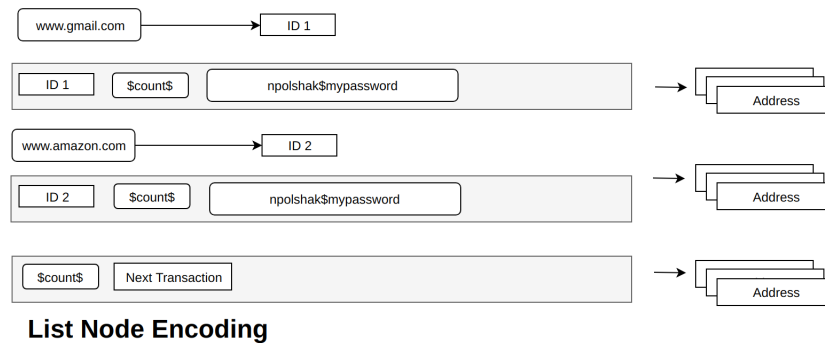 www.gmail.com
ID 1
ID 1
$count$
npolshak$mypassword
Address
www.amazon.com
ID 2
ID 2
$count$
npolshak$mypassword
Address
$count$
Next Transaction
Address
List Node Encoding